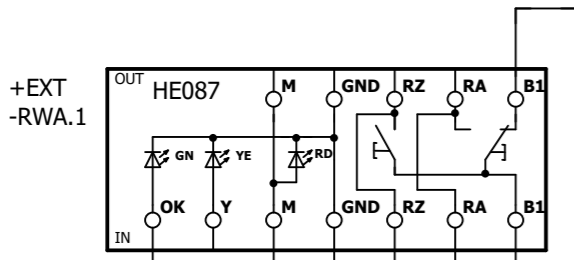 +EXT
-RWA.1
OUT
HE087
M
GND
RZ
RA
B1
GN
YE
RD
OK
Y
M
GND
RZ
RA
B1
IN